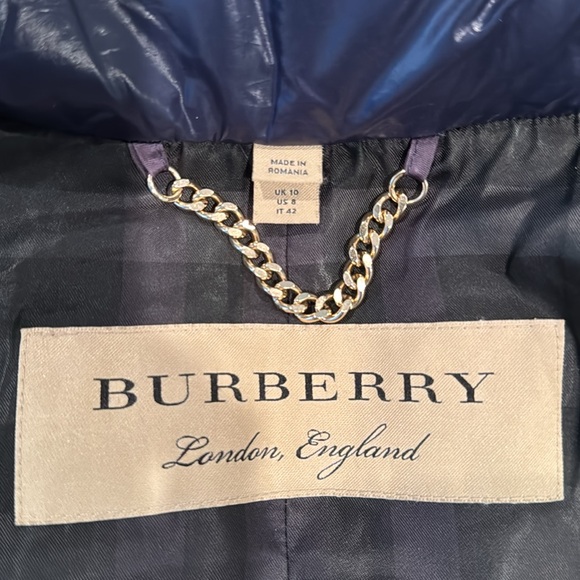 MADE IN
ROMANIA
UK 10
US 8
IT 42
BURBERRY
London, England